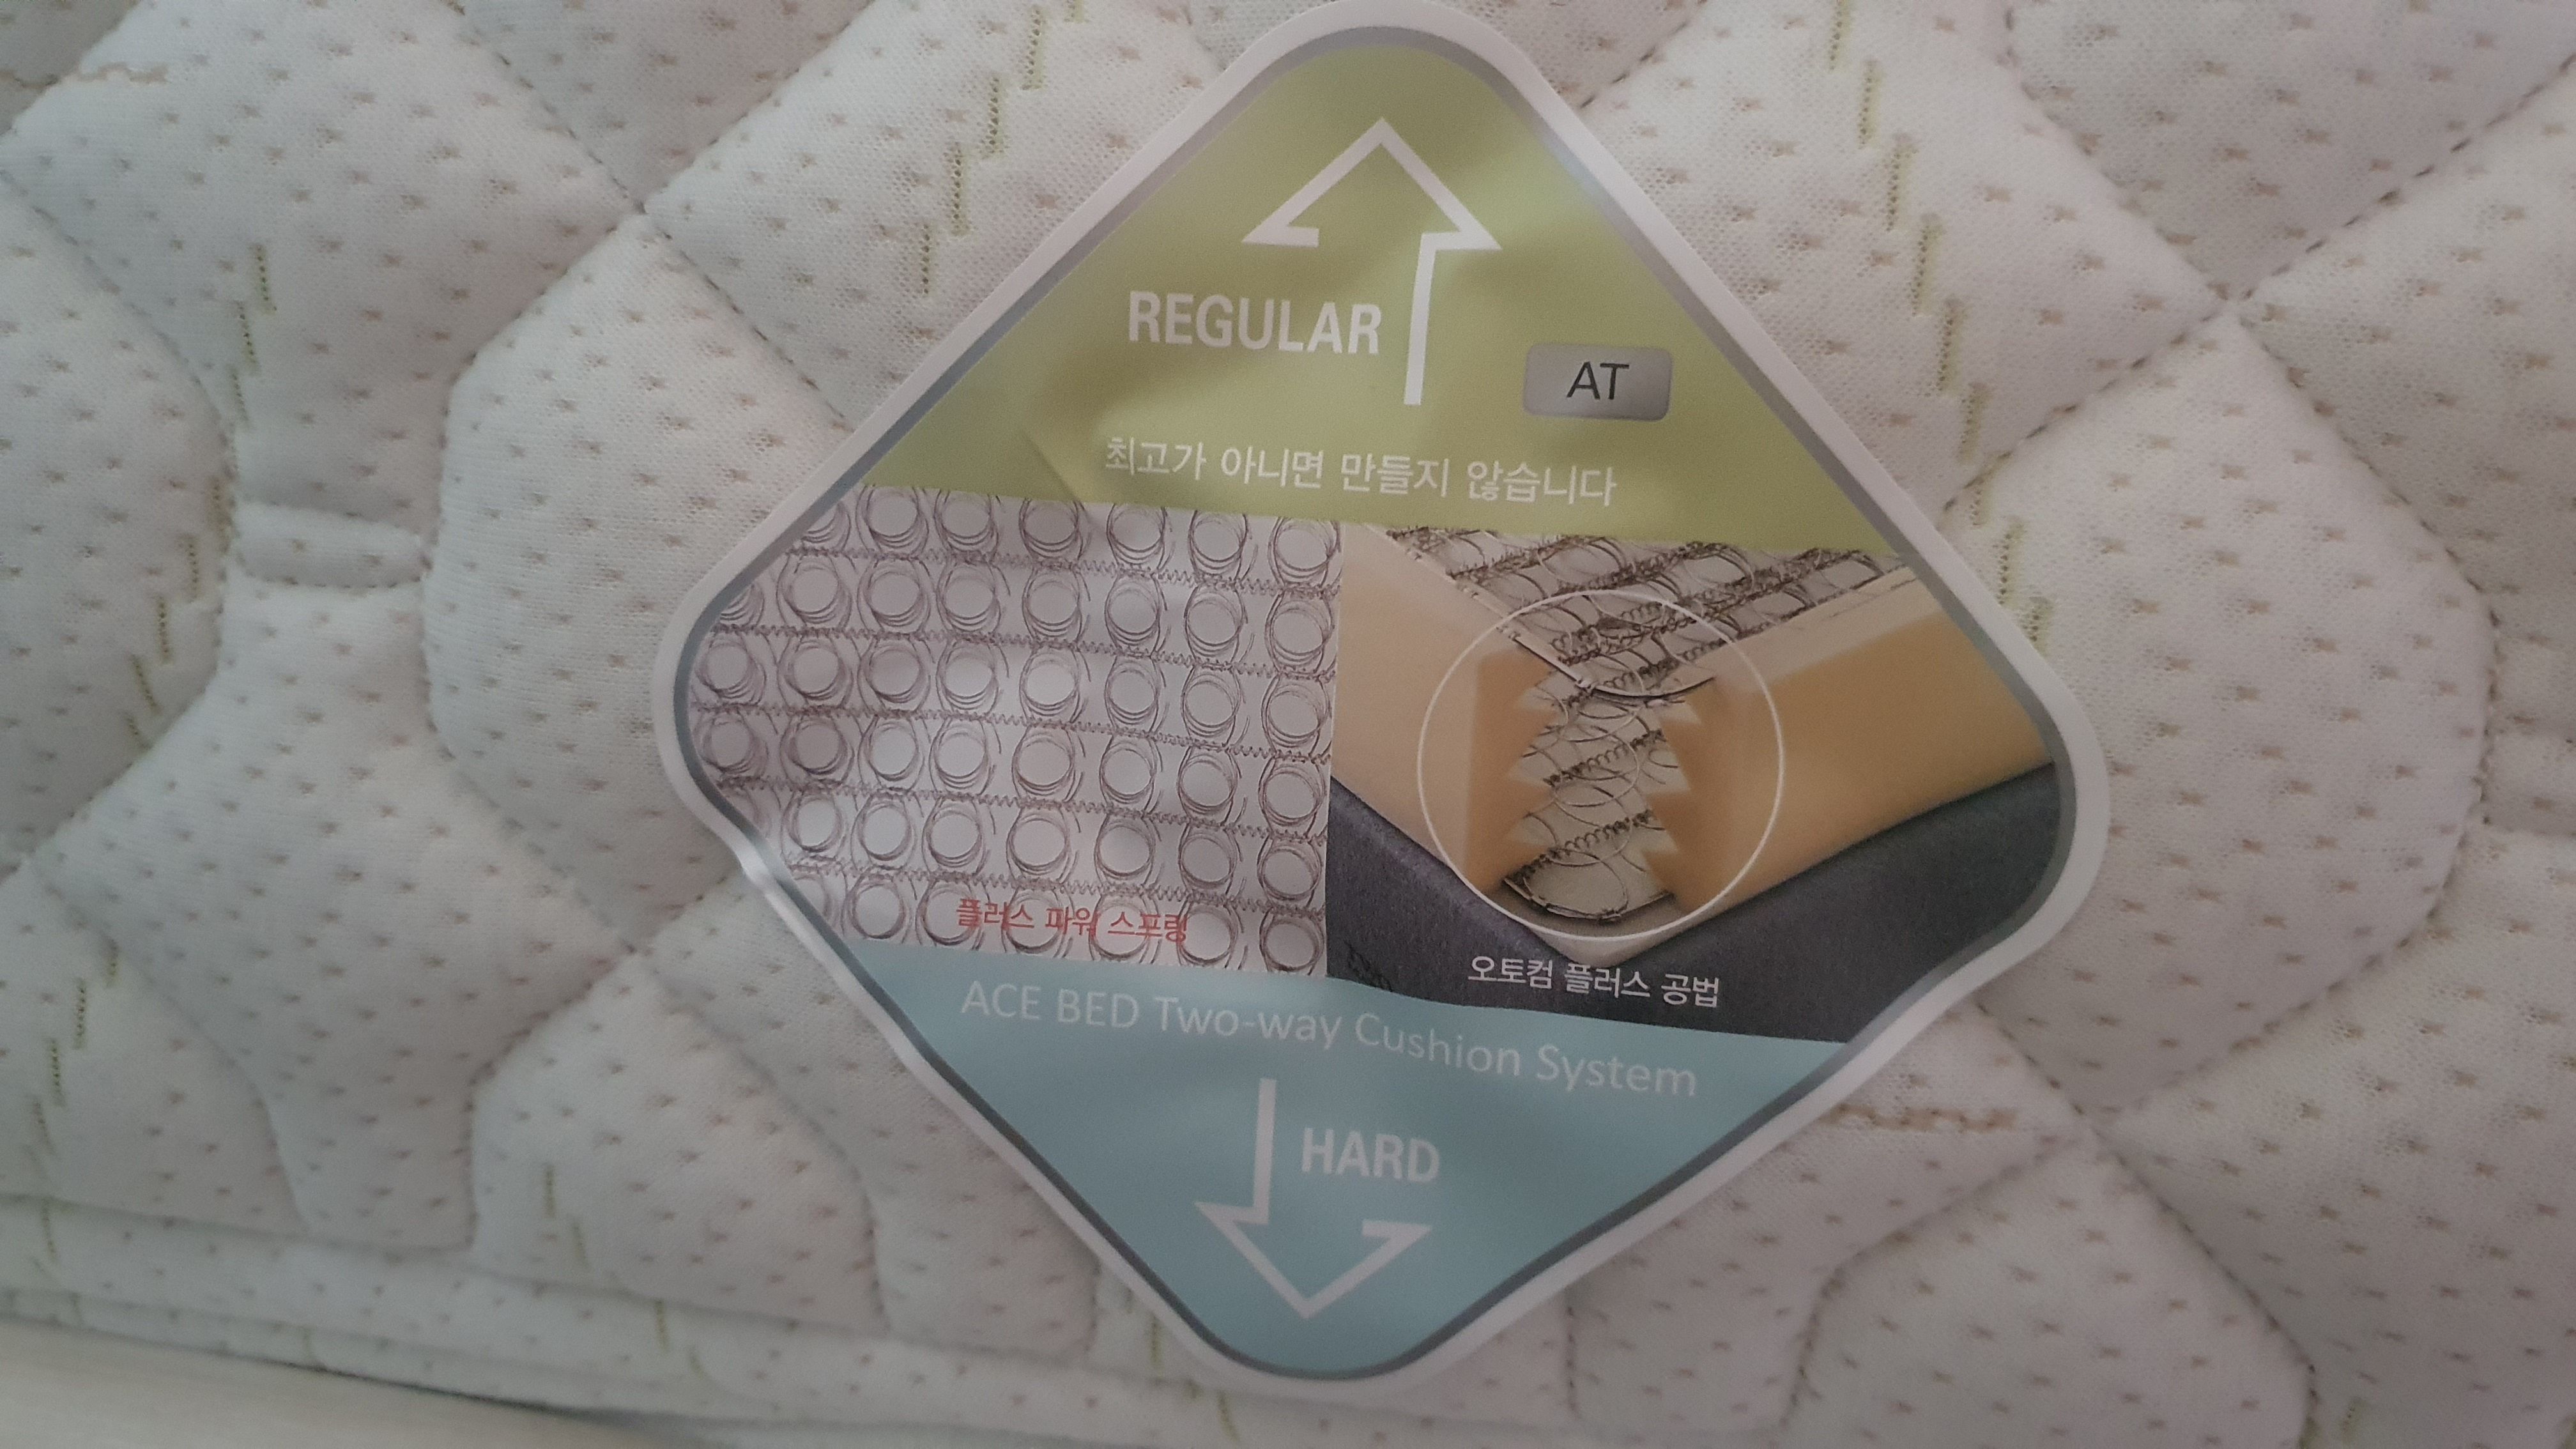 REGULAR
AT
최고가 아니면 만들지 않습니다
플러스 파워 스프링
오토컴 플러스 공법
ACE BED Two-way Cushion System
HARD